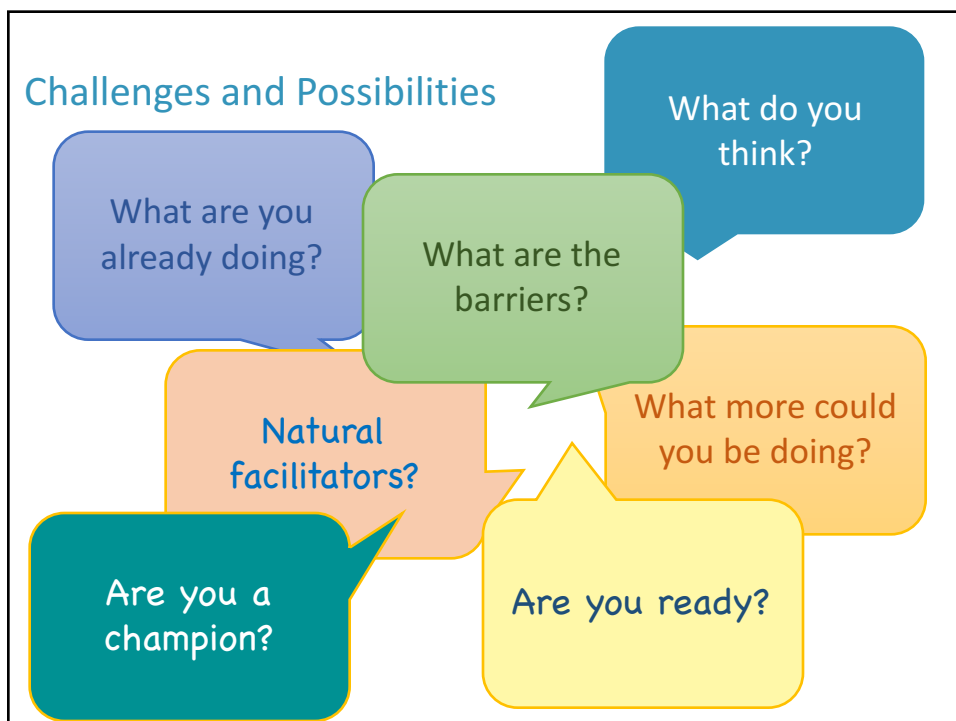 Challenges and Possibilities
What do you
think?
What are you
already doing?
What are the
barriers?
What more could
you be doing?
Natural
facilitators?
Are you a
champion?
Are you ready?